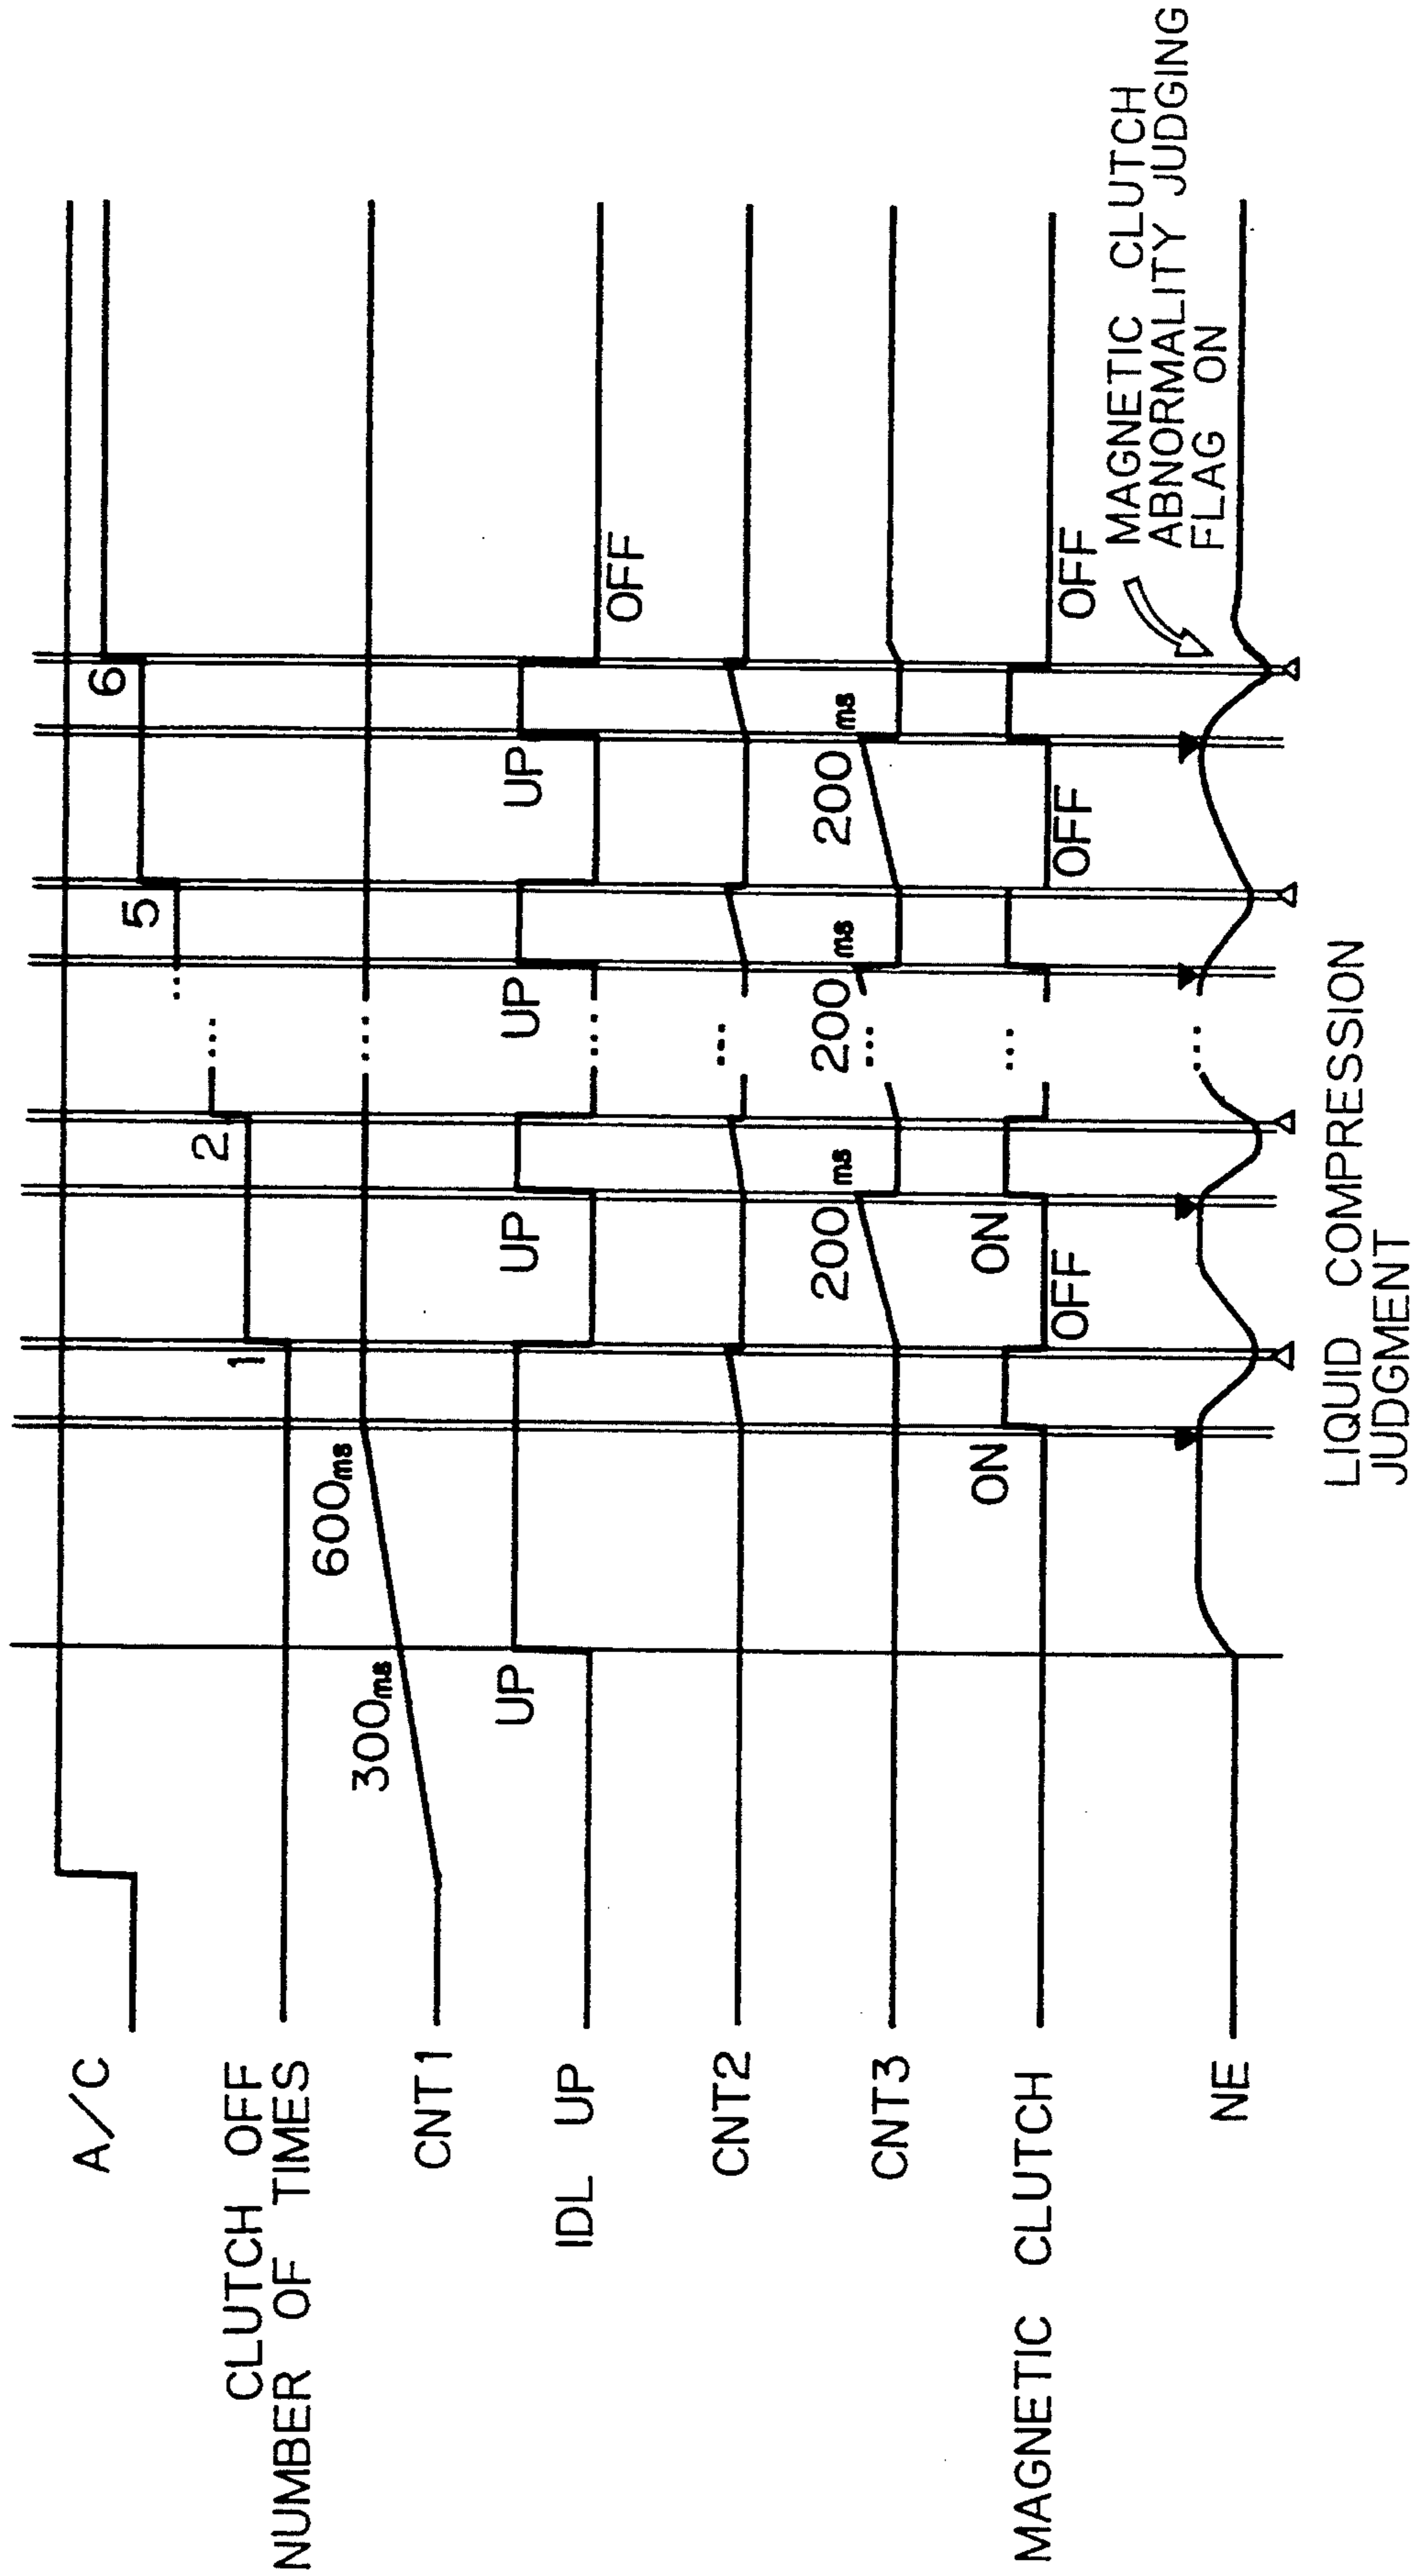 A/C
CLUTCH OFF
NUMBER OF TIMES
1
2
....
...
5
6
CNT1
300ms
600ms
....
IDL UP
UP
UP
....
UP
UP
OFF
CNT2
...
CNT3
200ms
...
200ms
200ms
MAGNETIC CLUTCH
ON
OFF
ON
...
OFF
OFF
NE
...
MAGNETIC CLUTCH
ABNORMALITY JUDGING
FLAG ON
LIQUID COMPRESSION
JUDGMENT